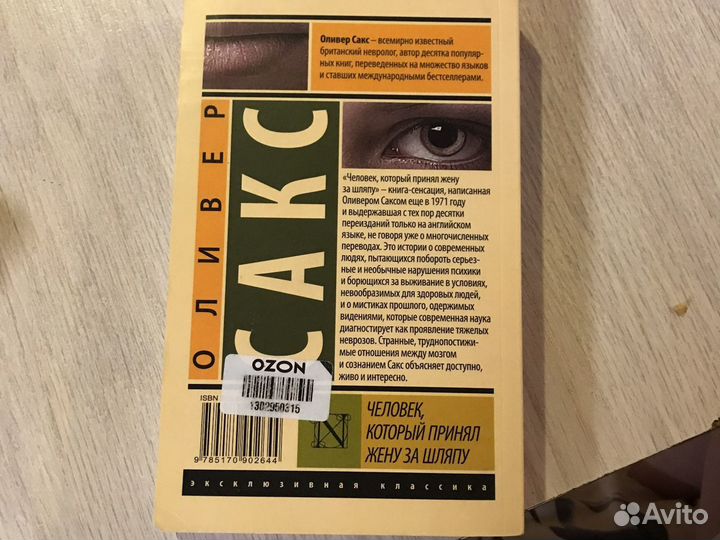 Оливер Сакс – всемирно известный
британский невролог, автор десятка популяр-
ных книг, переведенных на множество языков
и ставших международными бестселлерами.
ОЛИВЕР
САКС
«Человек, который принял жену
за шляпу» – книга-сенсация, написанная
Оливером Саксом еще в 1971 году
и выдержавшая с тех пор десятки
переизданий только на английском
языке, не говоря уже о многочисленных
переводах. Это истории о современных
людях, пытающихся побороть серьез-
ные и необычные нарушения психики
и борющихся за выживание в условиях,
невообразимых для здоровых людей,
и о мистиках прошлого, одержимых
видениями, которые современная наука
диагностирует как проявление тяжелых
неврозов. Странные, труднопостижи-
мые отношения между мозгом
и сознанием Сакс объясняет доступно,
живо и интересно.
OZON
1302950315
ISBN
9 785170 902644
N
ЧЕЛОВЕК,
КОТОРЫЙ ПРИНЯЛ
ЖЕНУ ЗА ШЛЯПУ
эксклюзивная классика
Avito